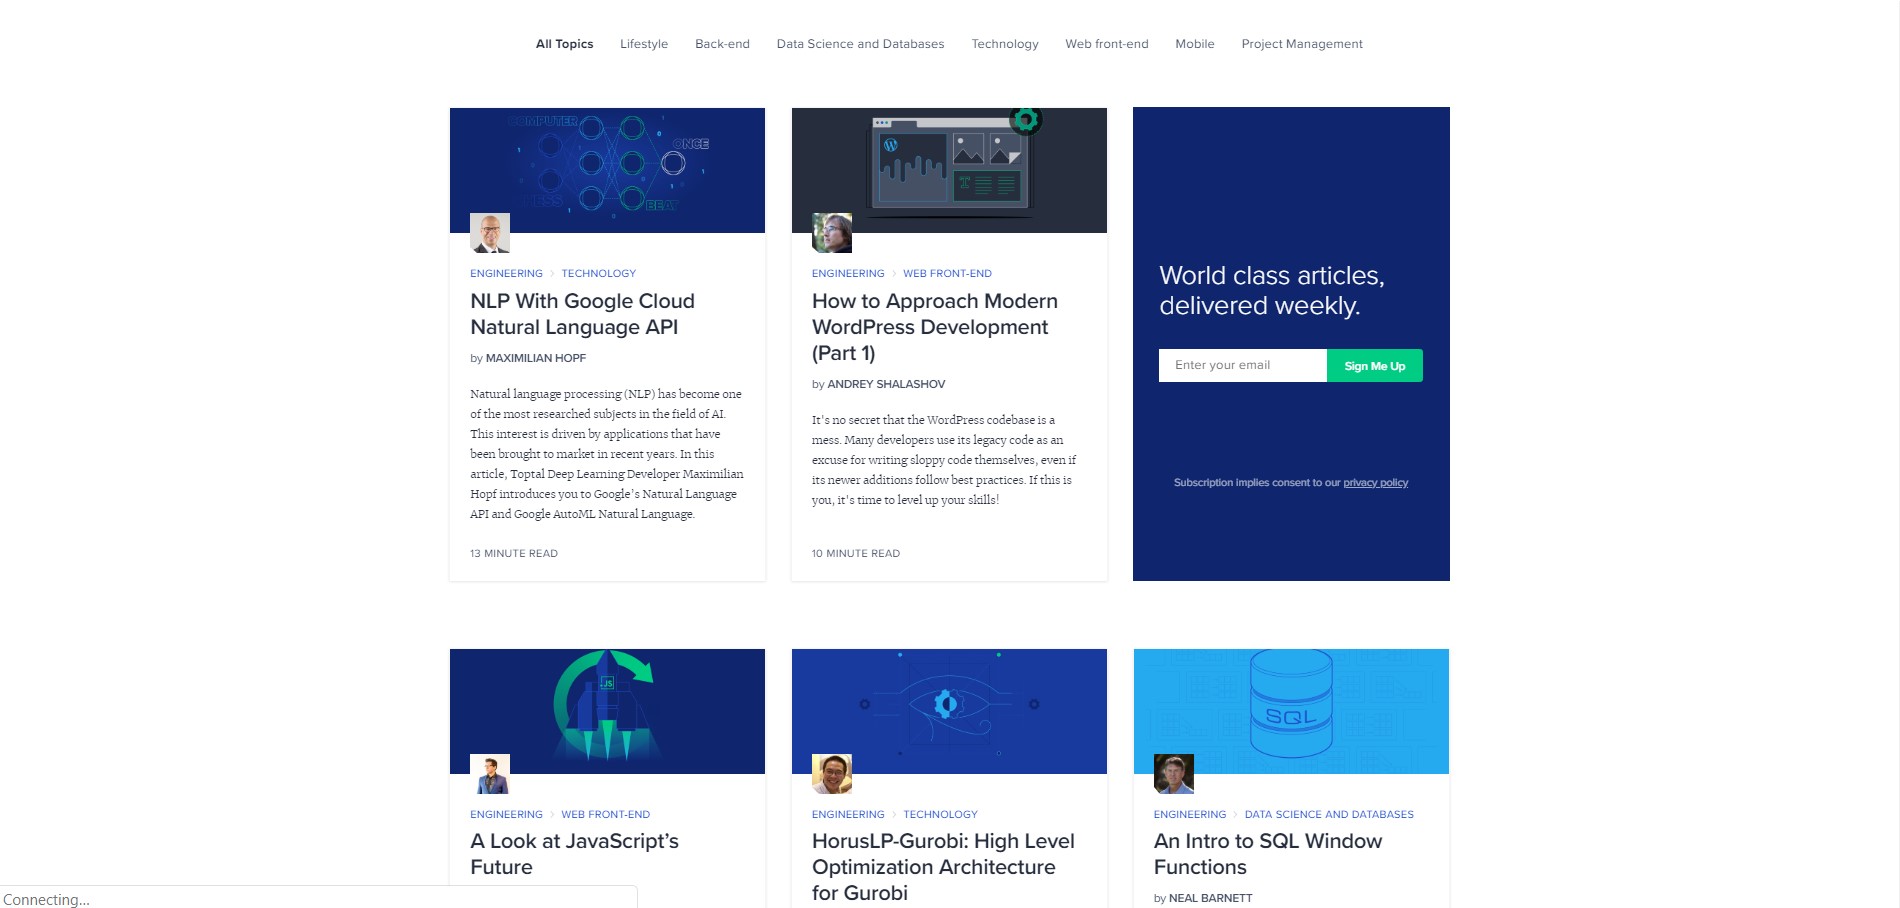 All Topics Lifestyle Back-end Data Science and Databases Technology Web front-end Mobile Project Management
COMPUTER
ONCE
BEAT
ENGINEERING > TECHNOLOGY
NLP With Google Cloud
Natural Language API
by MAXIMILIAN HOPF
Natural language processing (NLP) has become one
of the most researched subjects in the field of AI.
This interest is driven by applications that have
been brought to market in recent years. In this
article, Toptal Deep Learning Developer Maximilian
Hopf introduces you to Google's Natural Language
API and Google AutoML Natural Language.
13 MINUTE READ
ENGINEERING > WEB FRONT-END
How to Approach Modern
WordPress Development
(Part 1)
by ANDREY SHALASHOV
It's no secret that the WordPress codebase is a
mess. Many developers use its legacy code as an
excuse for writing sloppy code themselves, even if
its newer additions follow best practices. If this is
you, it's time to level up your skills!
10 MINUTE READ
World class articles,
delivered weekly.
Enter your email
Sign Me Up
Subscription implies consent to our privacy policy
JS
ENGINEERING > WEB FRONT-END
A Look at JavaScript's
Future
ENGINEERING > TECHNOLOGY
HorusLP-Gurobi: High Level
Optimization Architecture
for Gurobi
SQL
ENGINEERING > DATA SCIENCE AND DATABASES
An Intro to SQL Window
Functions
by NEAL BARNETT
Connecting...